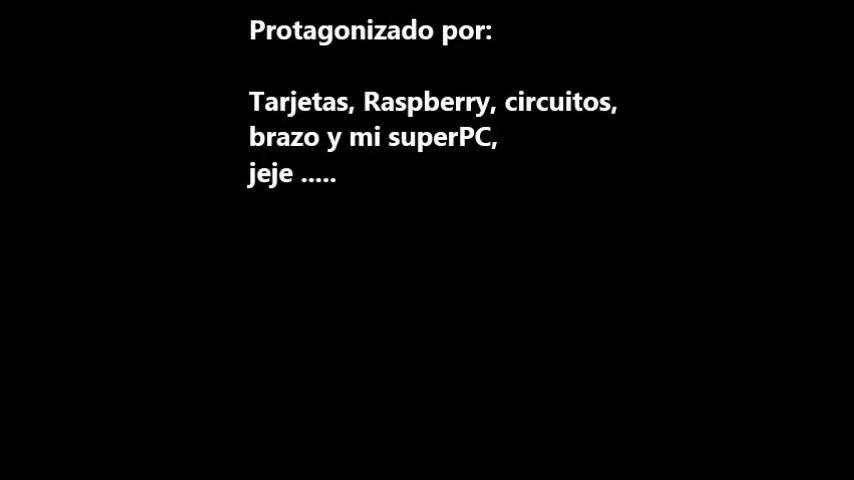 Protagonizado por:
Tarjetas, Raspberry, circuitos,
brazo y mi superPC,
jeje .....